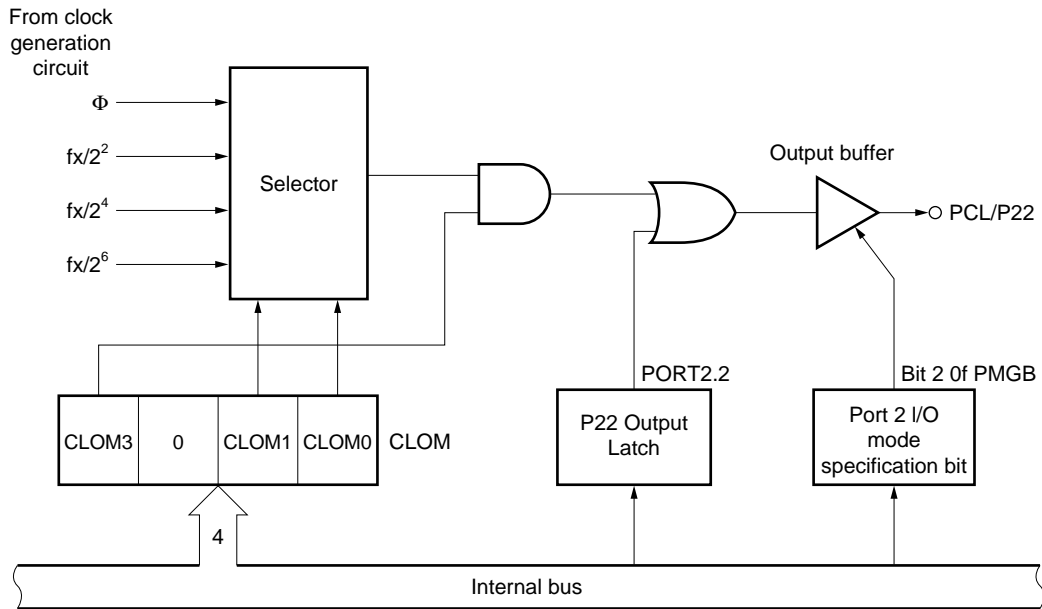 From clock
generation
circuit
Φ
fx/2²
fx/2⁴
fx/2⁶
Selector
Output buffer
PCL/P22
PORT2.2
Bit 2 0f PMGB
CLOM3
0
CLOM1
CLOM0
CLOM
P22 Output
Latch
Port 2 I/O
mode
specification bit
4
Internal bus